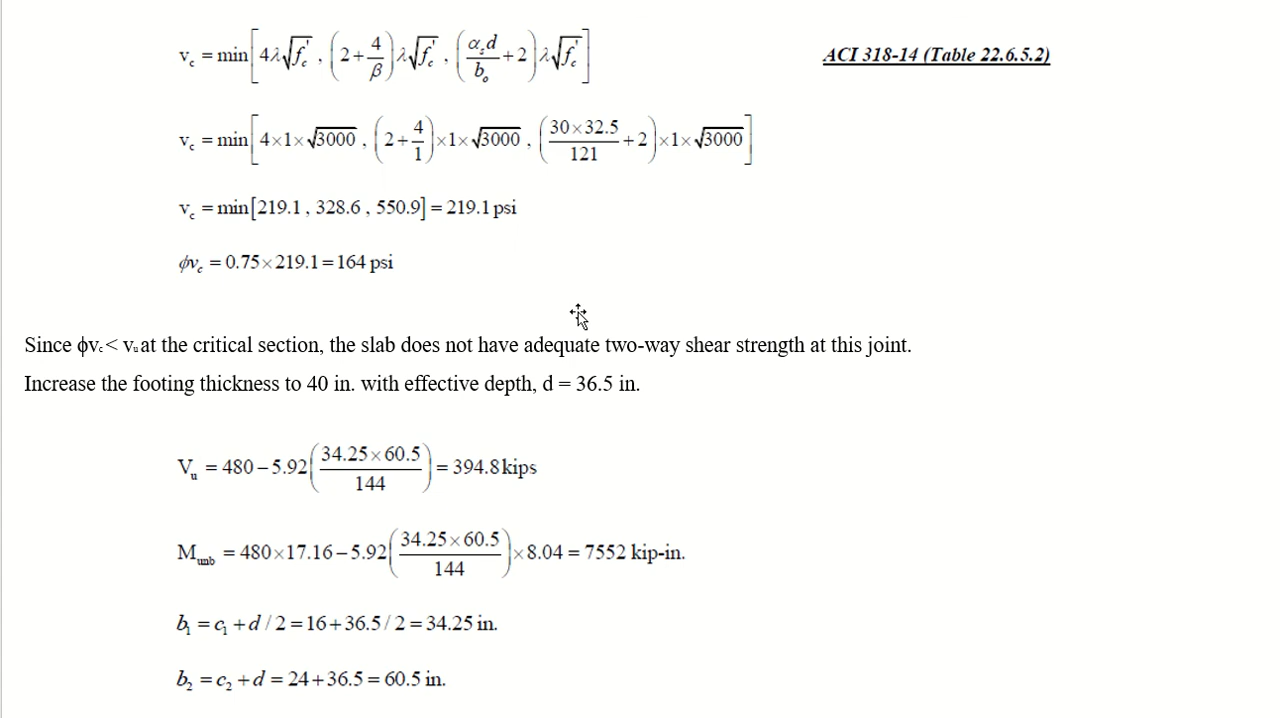 v_c = min[4λ√f'_c , (2+4/β)λ√f'_c , (α_s d/b_o +2)λ√f'_c] ACI 318-14 (Table 22.6.5.2)
v_c = min[4×1×√3000 , (2+4/1)×1×√3000 , (30×32.5/121 +2)×1×√3000]
v_c = min[219.1 , 328.6 , 550.9] = 219.1 psi
ϕv_c = 0.75×219.1 = 164 psi
Since ϕv_c < v_u at the critical section, the slab does not have adequate two-way shear strength at this joint.
Increase the footing thickness to 40 in. with effective depth, d = 36.5 in.
V_u = 480 − 5.92(34.25×60.5/144) = 394.8 kips
M_unb = 480×17.16 − 5.92(34.25×60.5/144)×8.04 = 7552 kip-in.
b_1 = c_1 + d / 2 = 16 + 36.5 / 2 = 34.25 in.
b_2 = c_2 + d = 24 + 36.5 = 60.5 in.